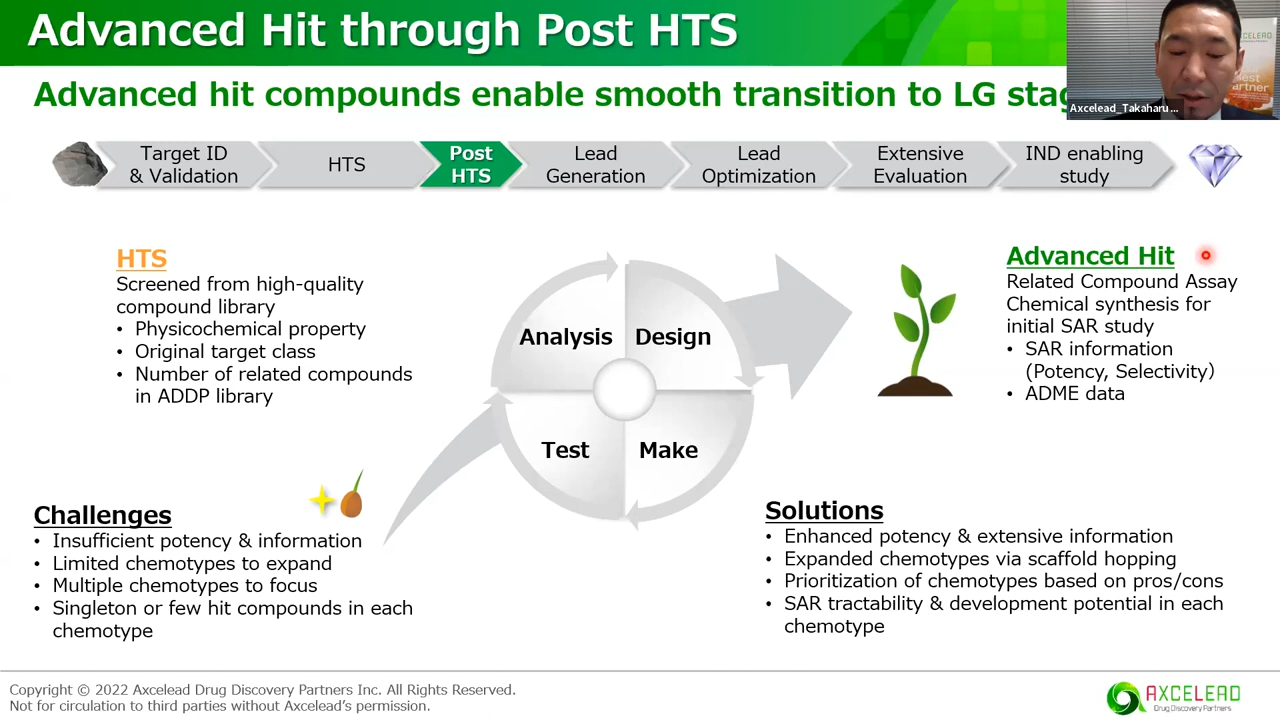 Advanced Hit through Post HTS
Advanced hit compounds enable smooth transition to LG
Axcelead_Takaharu ...
Target ID
& Validation
HTS
Post
HTS
Lead
Generation
Lead
Optimization
Extensive
Evaluation
IND enabling
study
HTS
Screened from high-quality
compound library
• Physicochemical property
• Original target class
• Number of related compounds
in ADDP library
Analysis
Design
Test
Make
Advanced Hit
Related Compound Assay
Chemical synthesis for
initial SAR study
• SAR information
(Potency, Selectivity)
• ADME data
Challenges
• Insufficient potency & information
• Limited chemotypes to expand
• Multiple chemotypes to focus
• Singleton or few hit compounds in each
chemotype
Solutions
• Enhanced potency & extensive information
• Expanded chemotypes via scaffold hopping
• Prioritization of chemotypes based on pros/cons
• SAR tractability & development potential in each
chemotype
Copyright © 2022 Axcelead Drug Discovery Partners Inc. All Rights Reserved.
Not for circulation to third parties without Axcelead's permission.
AXCELEAD
Drug Discovery Partners